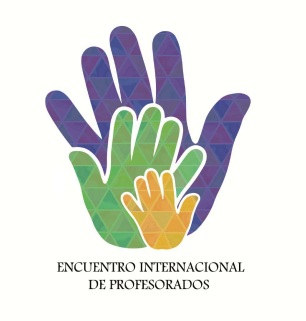 ENCUENTRO INTERNACIONAL
DE PROFESORADOS